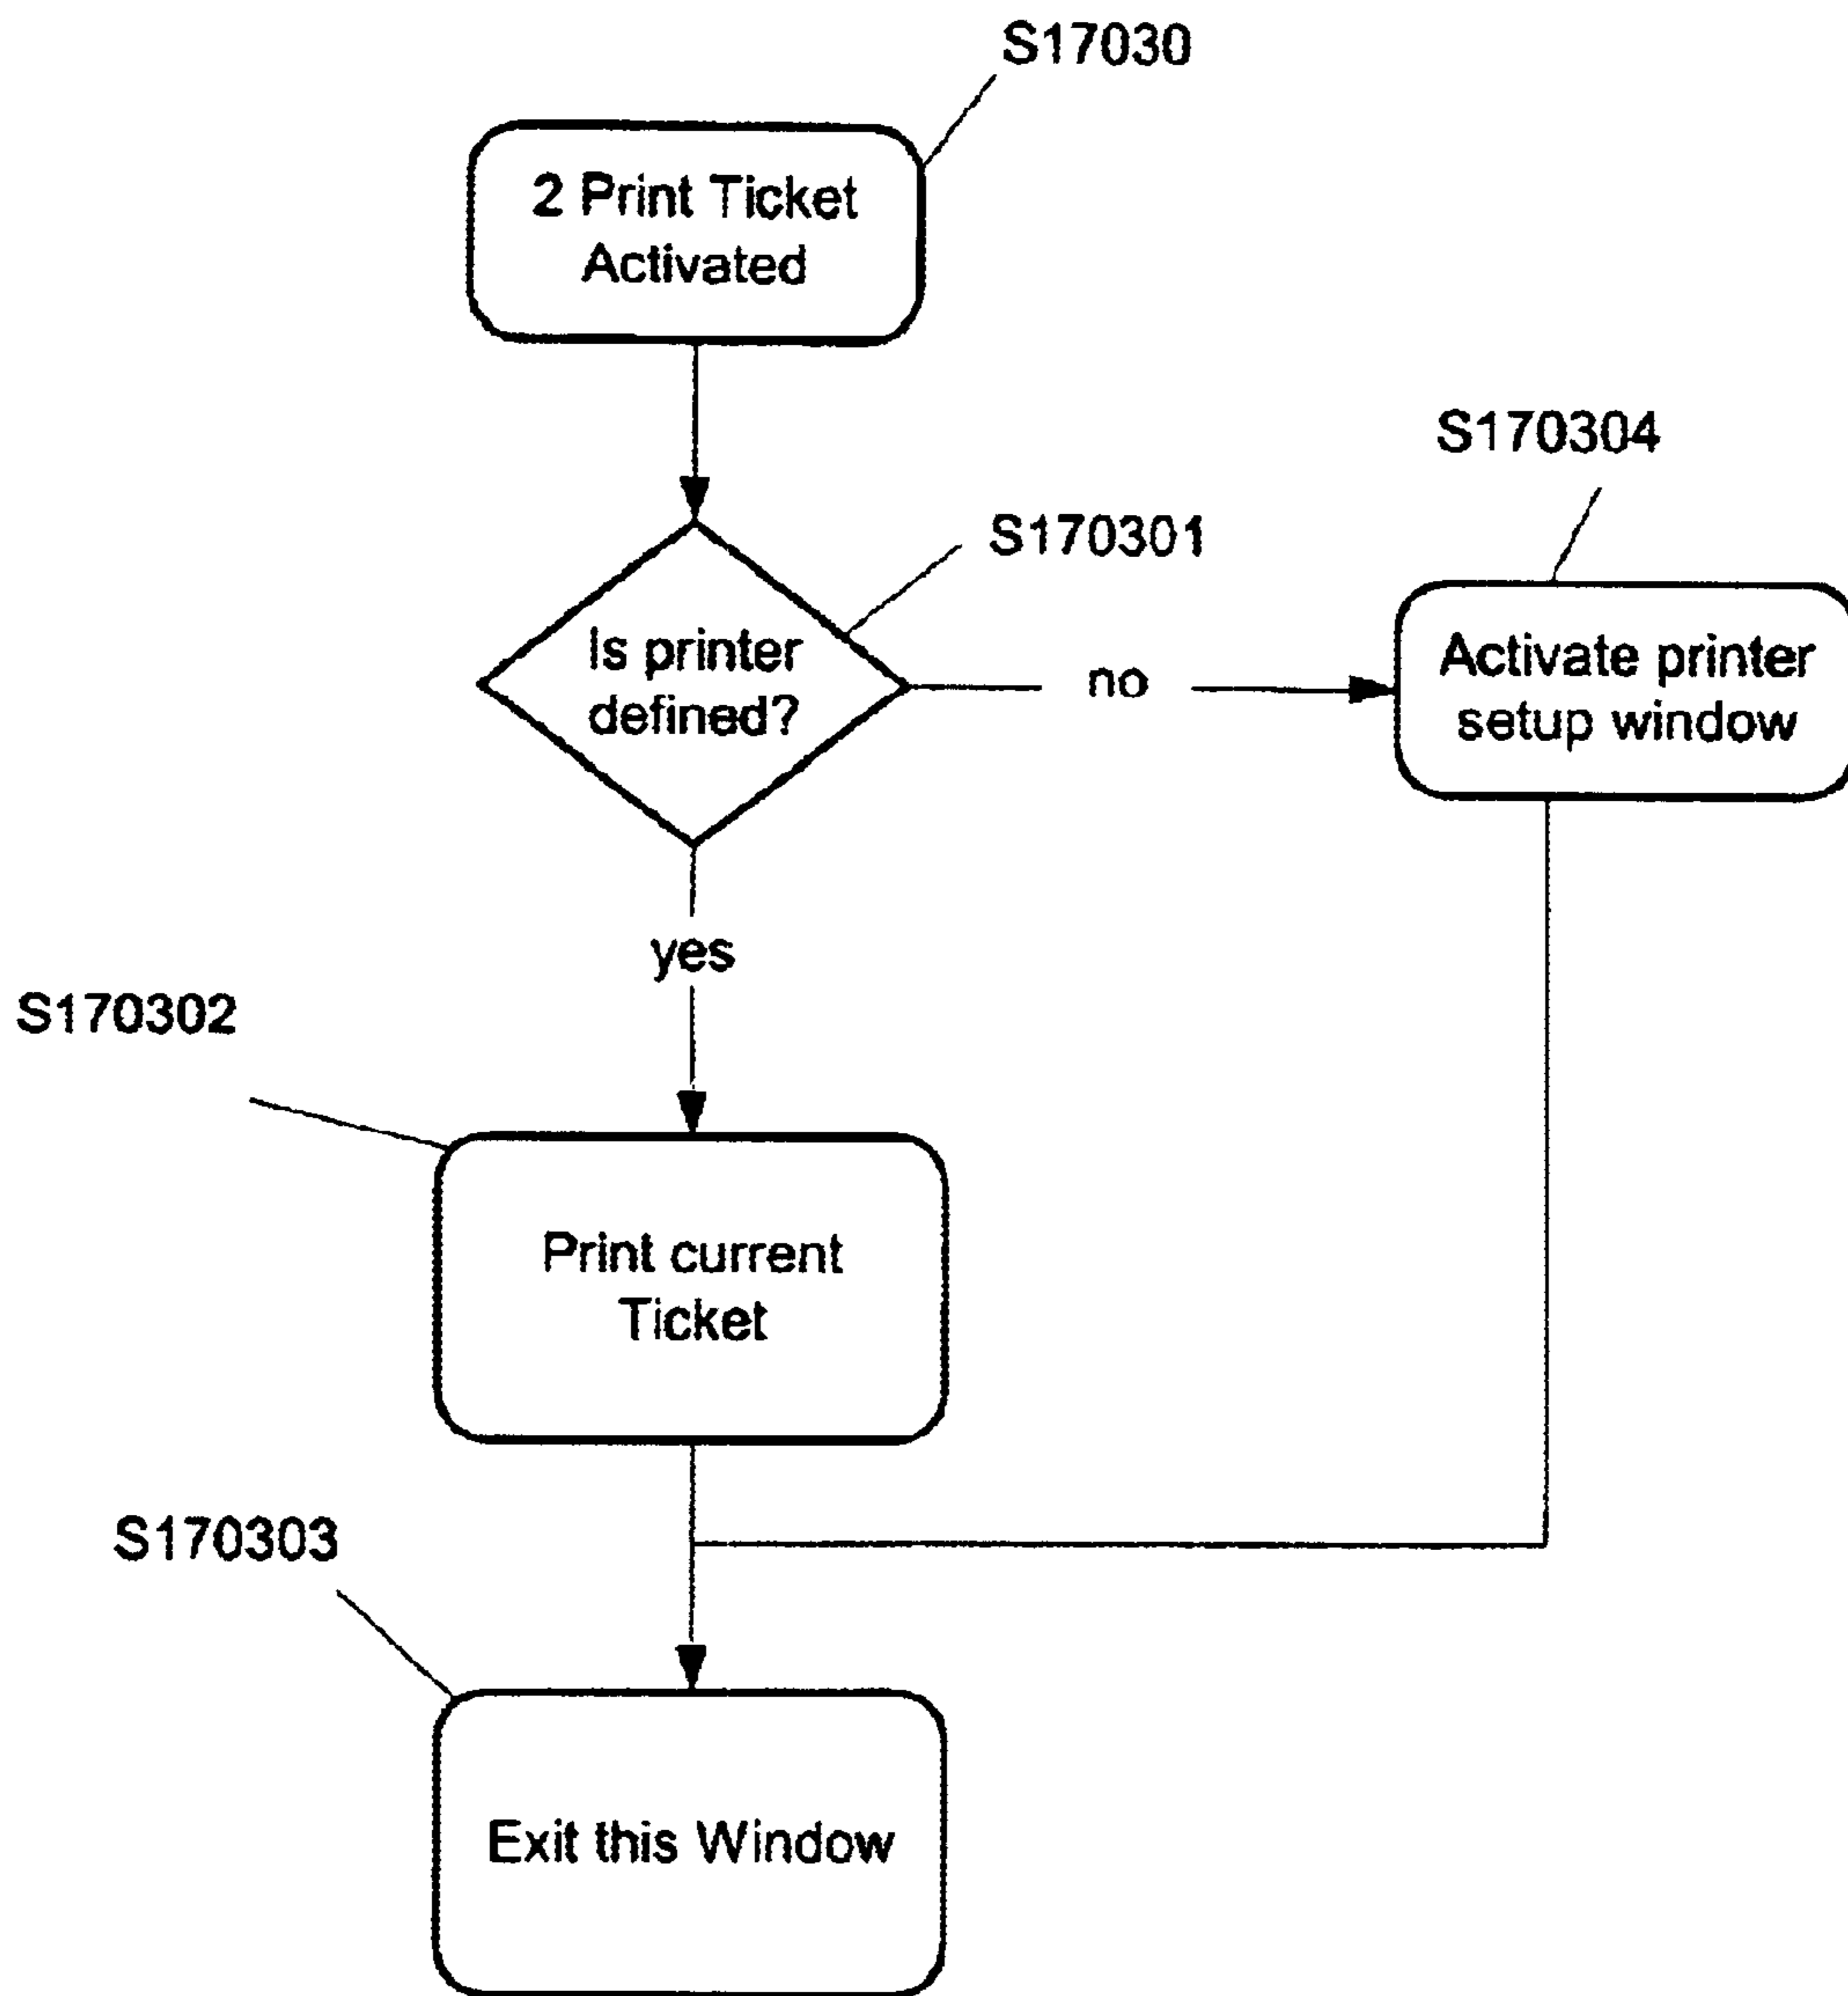 S17030
2 Print Ticket
Activated
S170304
S170301
Is printer
defined?
no
Activate printer
setup window
yes
S170302
Print current
Ticket
S170303
Exit this Window